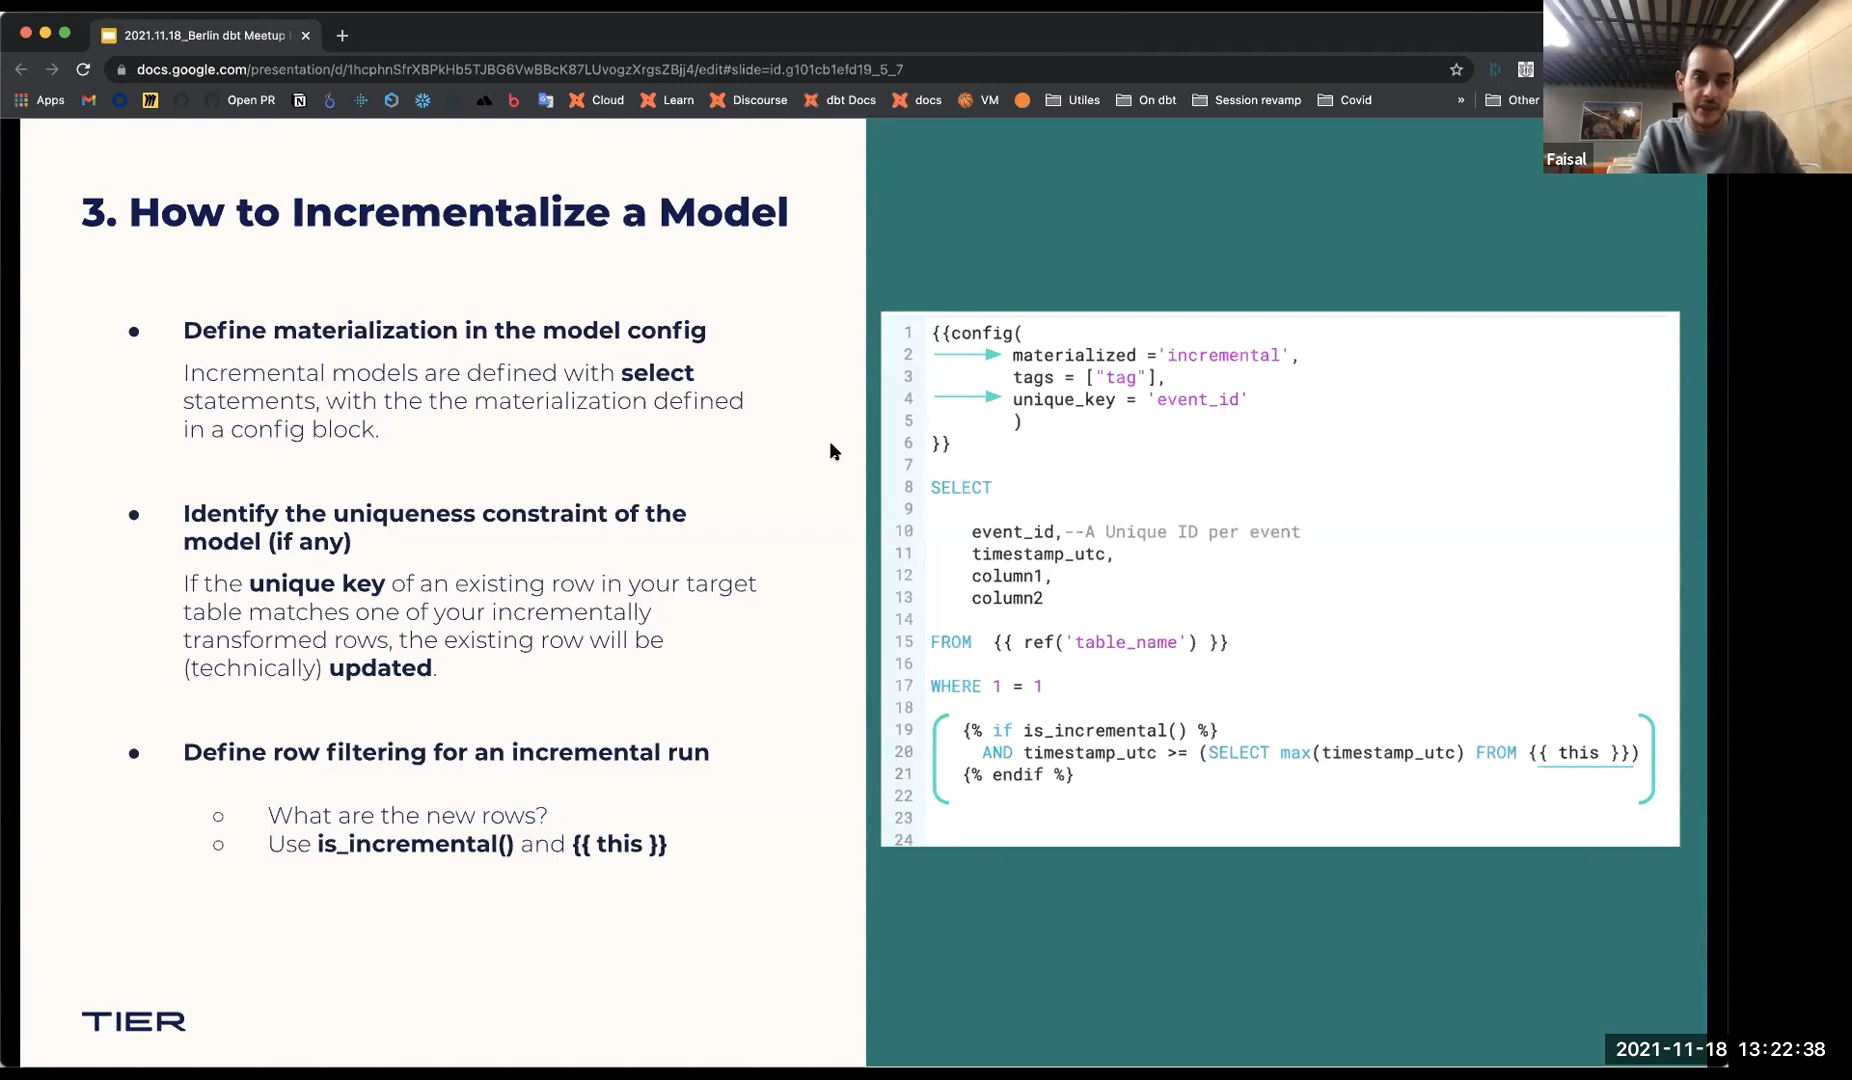 2021.11.18_Berlin dbt Meetup
docs.google.com/presentation/d/1hcphnSfrXBPkHb5TJBG6VwBBcK87LUvogzXrgsZBjj4/edit#slide=id.g101cb1efd19_5_7
Apps Open PR Cloud Learn Discourse dbt Docs docs VM Utiles On dbt Session revamp Covid » Other
Faisal
3. How to Incrementalize a Model
● Define materialization in the model config
Incremental models are defined with select
statements, with the the materialization defined
in a config block.
● Identify the uniqueness constraint of the
model (if any)
If the unique key of an existing row in your target
table matches one of your incrementally
transformed rows, the existing row will be
(technically) updated.
● Define row filtering for an incremental run
○ What are the new rows?
○ Use is_incremental() and {{ this }}
TIER
1 {{config(
2 materialized ='incremental',
3 tags = ["tag"],
4 unique_key = 'event_id'
5 )
6 }}
7
8 SELECT
9
10 event_id,--A Unique ID per event
11 timestamp_utc,
12 column1,
13 column2
14
15 FROM {{ ref('table_name') }}
16
17 WHERE 1 = 1
18
19 {% if is_incremental() %}
20 AND timestamp_utc >= (SELECT max(timestamp_utc) FROM {{ this }})
21 {% endif %}
22
23
24
2021-11-18 13:22:38